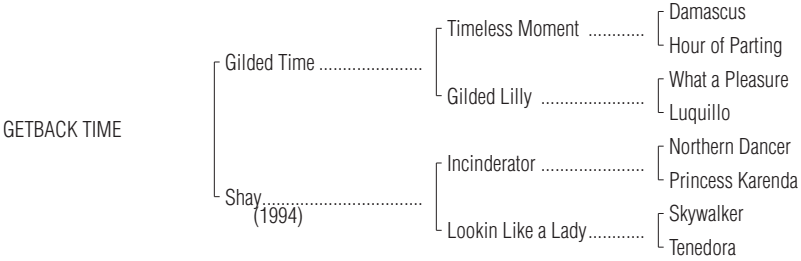 Damascus
Timeless Moment ............
Hour of Parting
Gilded Time ......................
What a Pleasure
Gilded Lilly ......................
Luquillo
GETBACK TIME
Northern Dancer
Incinderator ......................
Princess Karenda
Shay..................................
(1994)
Skywalker
Lookin Like a Lady............
Tenedora